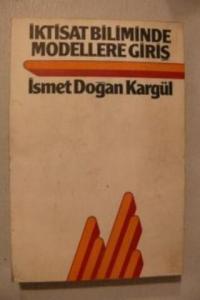 İKTİSAT BİLİMİNDE
MODELLERE GİRİŞ
İsmet Doğan Kargül